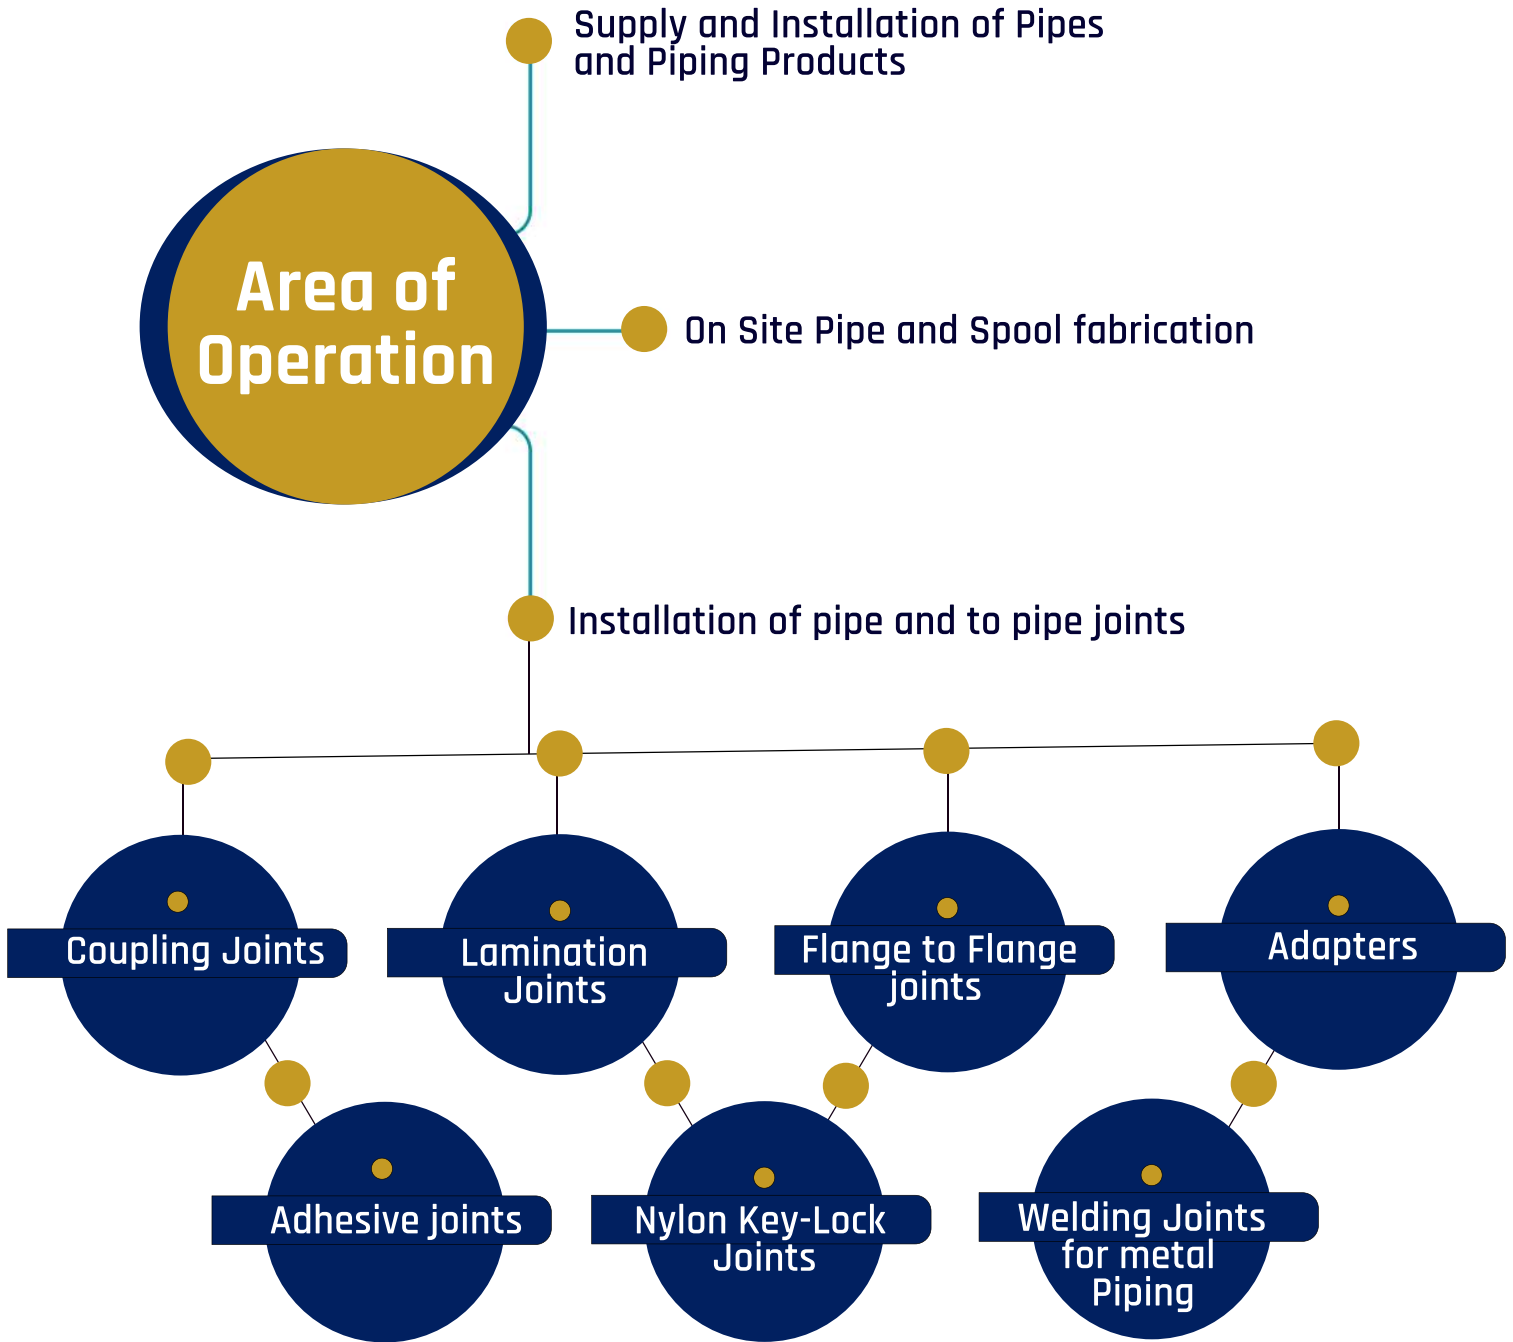 Supply and Installation of Pipes
and Piping Products
Area of
Operation
On Site Pipe and Spool fabrication
Installation of pipe and to pipe joints
Coupling Joints
Lamination
Joints
Flange to Flange
joints
Adapters
Adhesive joints
Nylon Key-Lock
Joints
Welding Joints
for metal
Piping